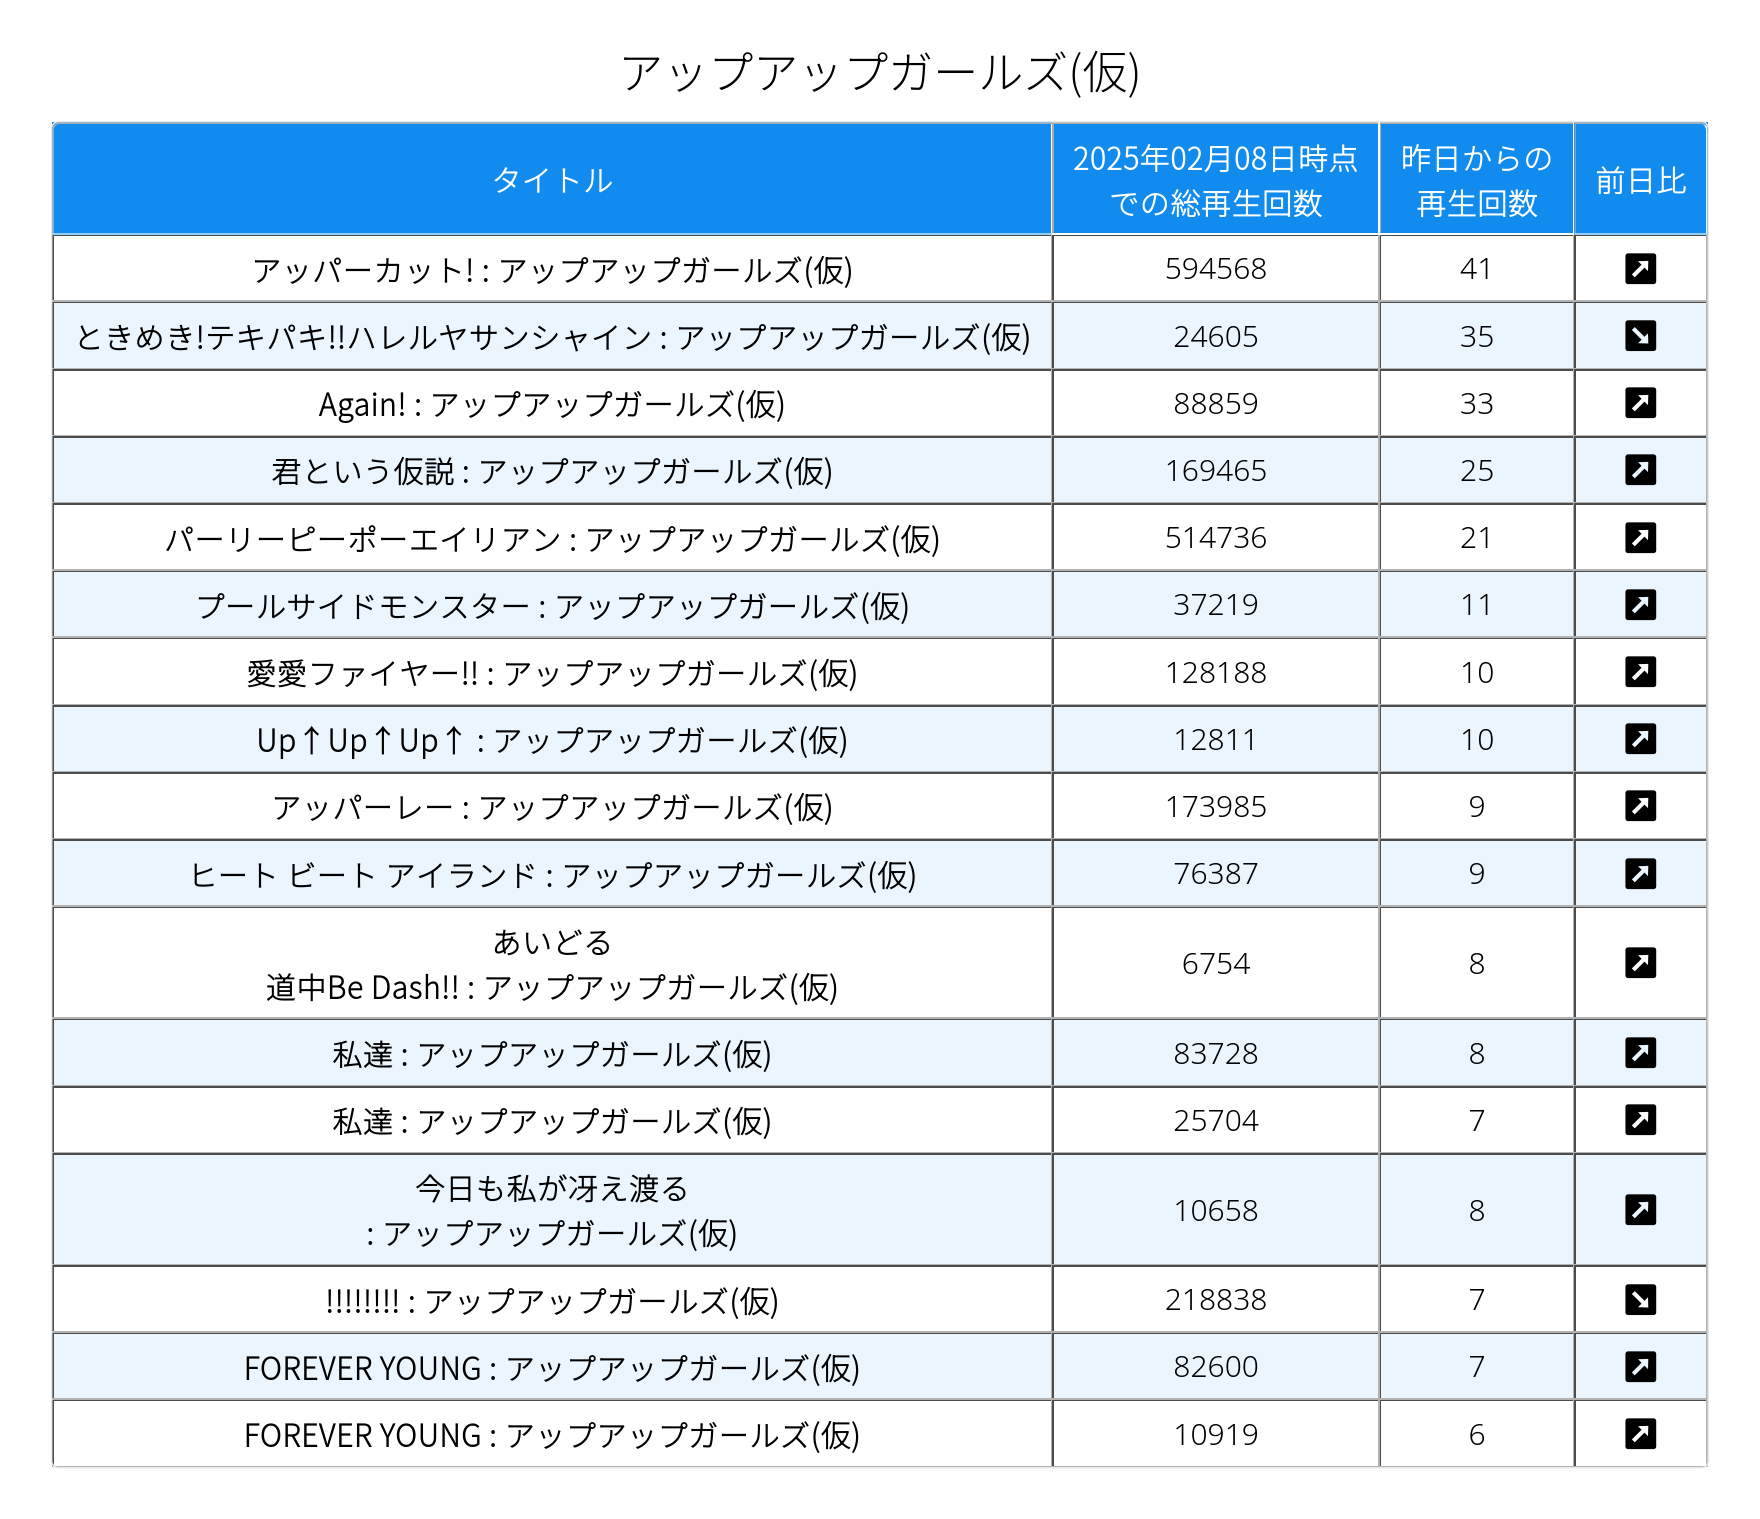 アップアップガールズ(仮)
タイトル
2025年02月08日時点
での総再生回数
昨日からの
再生回数
前日比
アッパーカット! : アップアップガールズ(仮) 594568 41 ↗
ときめき!テキパキ!!ハレルヤサンシャイン : アップアップガールズ(仮) 24605 35 ↘
Again! : アップアップガールズ(仮) 88859 33 ↗
君という仮説 : アップアップガールズ(仮) 169465 25 ↗
パーリーピーポーエイリアン : アップアップガールズ(仮) 514736 21 ↗
プールサイドモンスター : アップアップガールズ(仮) 37219 11 ↗
愛愛ファイヤー!! : アップアップガールズ(仮) 128188 10 ↗
Up↑Up↑Up↑ : アップアップガールズ(仮) 12811 10 ↗
アッパーレー : アップアップガールズ(仮) 173985 9 ↗
ヒート ビート アイランド : アップアップガールズ(仮) 76387 9 ↗
あいどる
道中Be Dash!! : アップアップガールズ(仮) 6754 8 ↗
私達 : アップアップガールズ(仮) 83728 8 ↗
私達 : アップアップガールズ(仮) 25704 7 ↗
今日も私が冴え渡る
: アップアップガールズ(仮) 10658 8 ↗
!!!!!!!! : アップアップガールズ(仮) 218838 7 ↘
FOREVER YOUNG : アップアップガールズ(仮) 82600 7 ↗
FOREVER YOUNG : アップアップガールズ(仮) 10919 6 ↗